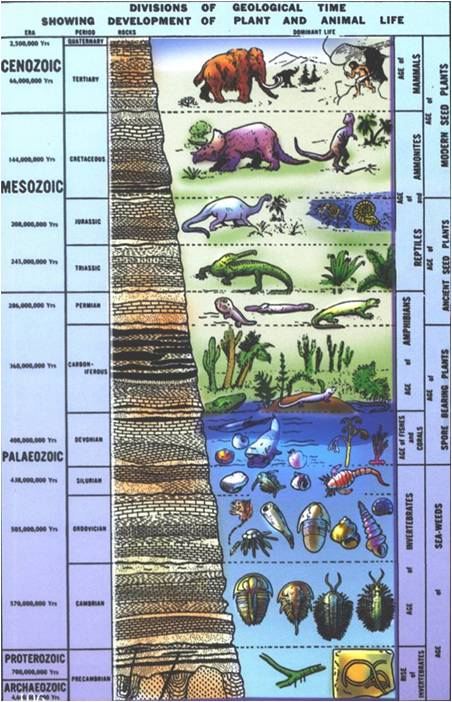 DIVISIONS OF GEOLOGICAL TIME
SHOWING DEVELOPMENT OF PLANT AND ANIMAL LIFE
ERA PERIOD ROCKS DOMINANT LIFE
2,500,000 Yrs QUATERNARY
CENOZOIC
66,000,000 Yrs TERTIARY
AGE of MAMMALS
144,000,000 Yrs CRETACEOUS
MESOZOIC
208,000,000 Yrs JURASSIC
245,000,000 Yrs TRIASSIC
AGE of REPTILES and AMMONITES
AGE of MODERN SEED PLANTS
286,000,000 Yrs PERMIAN
360,000,000 Yrs CARBON-
IFEROUS
AGE of AMPHIBIANS
AGE of ANCIENT SEED PLANTS
408,000,000 Yrs DEVONIAN
PALAEOZOIC
438,000,000 Yrs SILURIAN
AGE of FISHES
and
CORALS
AGE of SPORE BEARING PLANTS
505,000,000 Yrs ORDOVICIAN
570,000,000 Yrs CAMBRIAN
AGE of INVERTEBRATES
PROTEROZOIC
700,000,000 Yrs PRECAMBRIAN
ARCHAEOZOIC
RISE
of
INVERTEBRATES
AGE of SEA-WEEDS